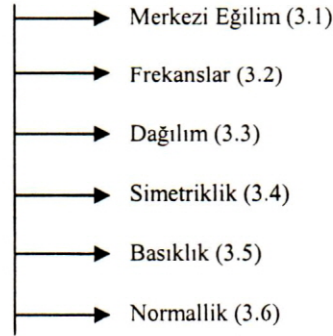 Merkezi Eğilim (3.1)
Frekanslar (3.2)
Dağılım (3.3)
Simetriklik (3.4)
Basıklık (3.5)
Normallik (3.6)